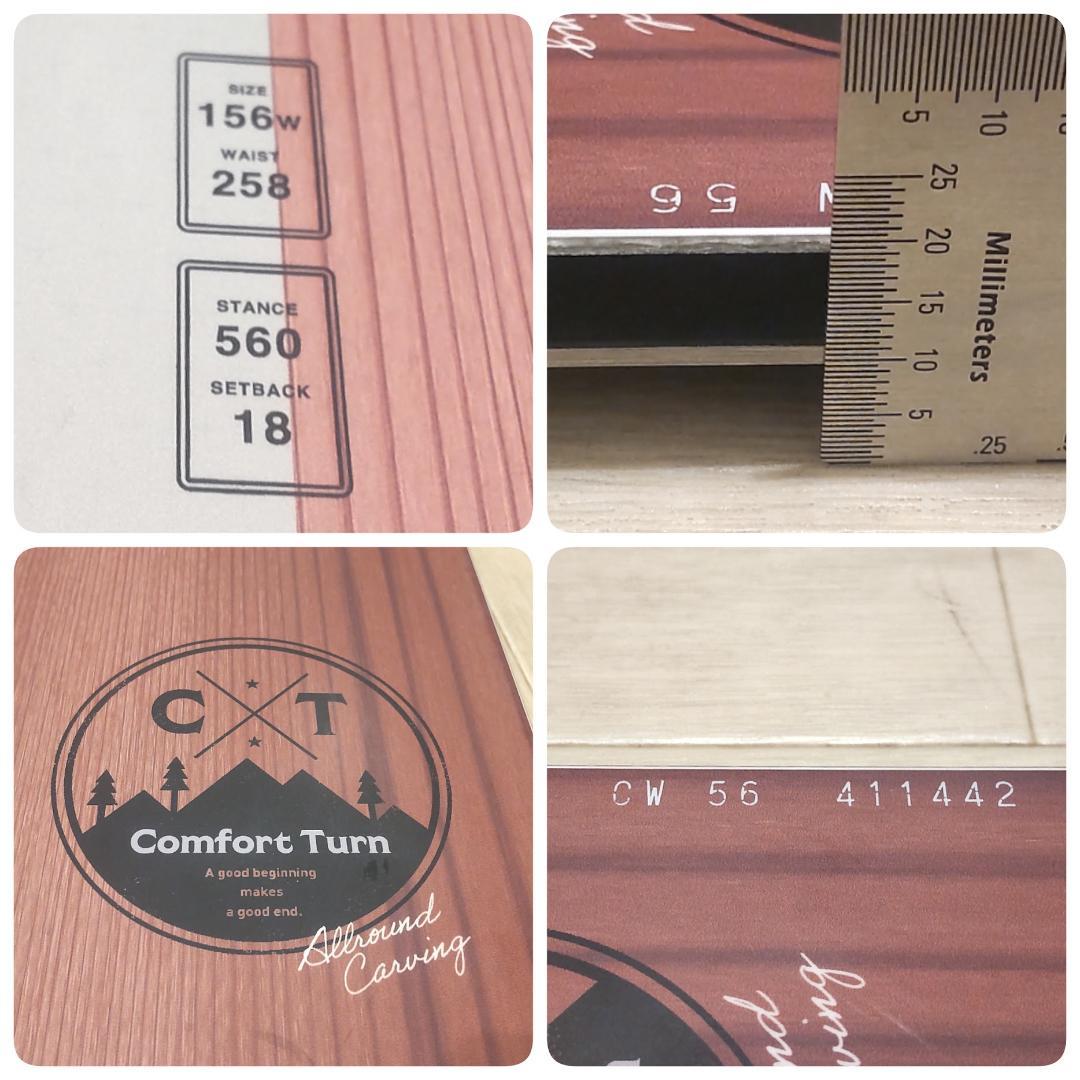 SIZE
156W
WAIST
258
STANCE
560
SETBACK
18
56
5
10
25
20
15
10
5
Millimeters
.25
C T
Comfort Turn
A good beginning
makes
a good end.
Allround
Carving
CW 56 411442